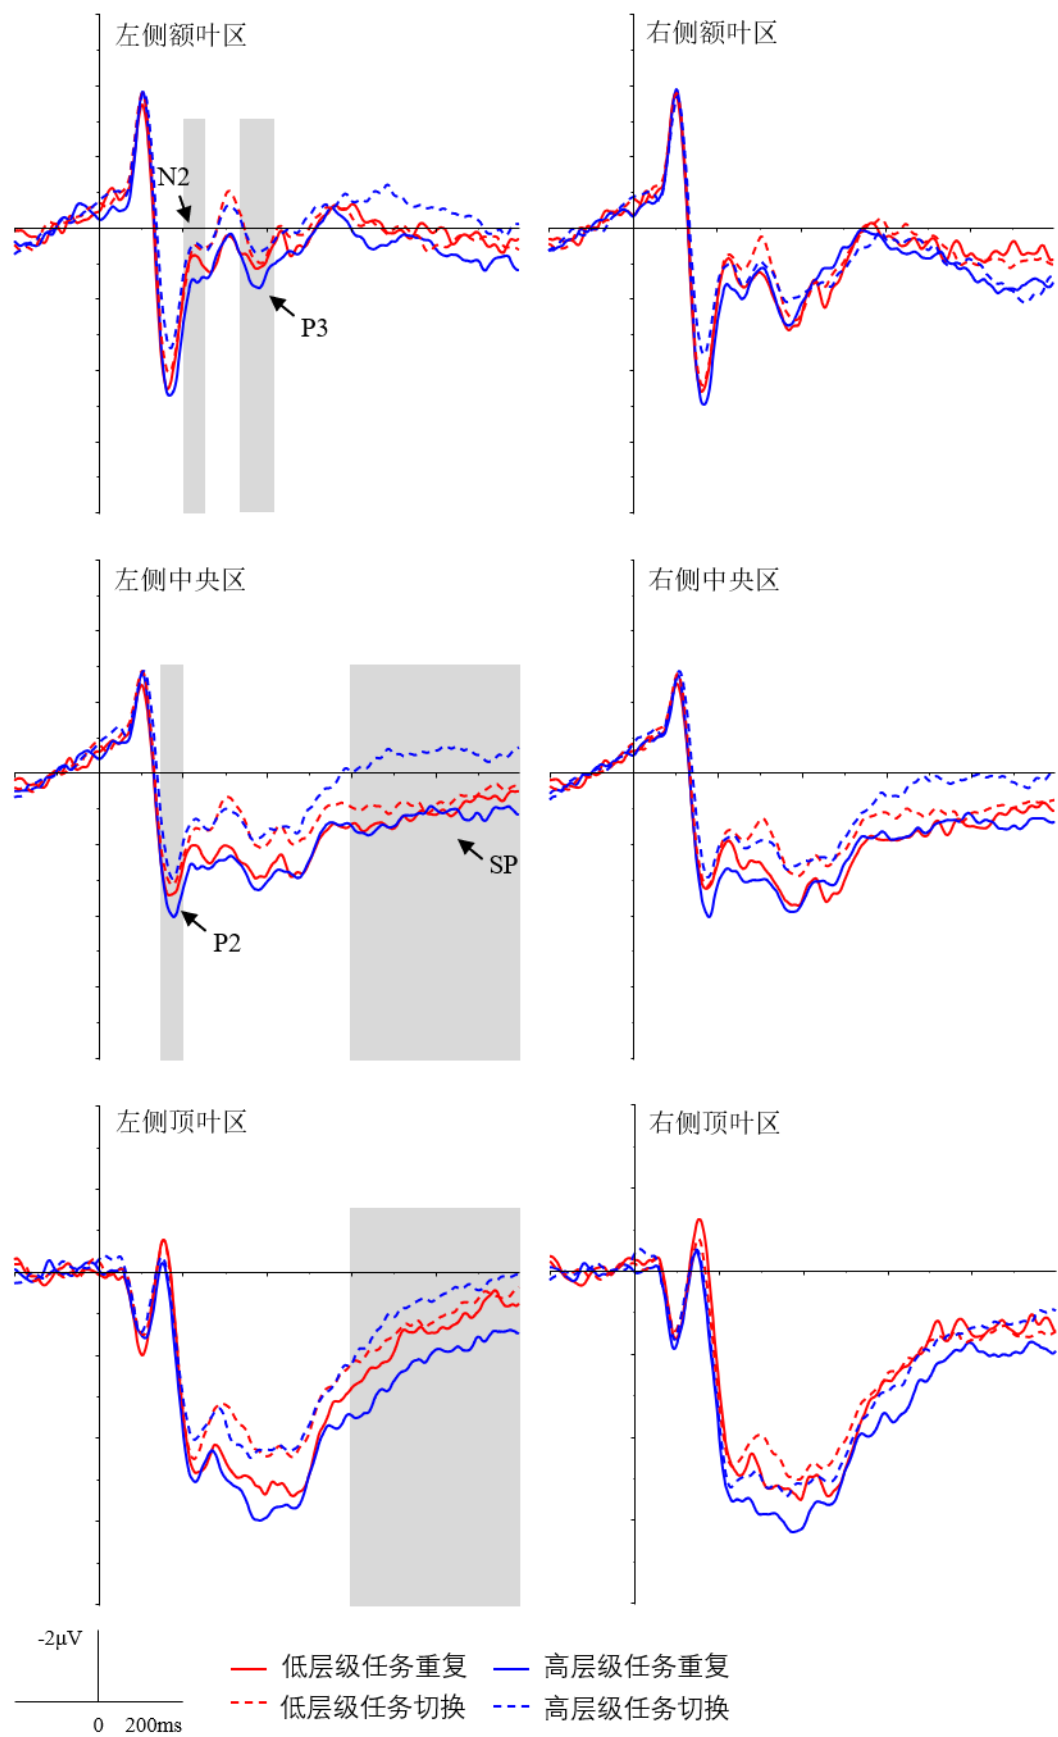 左侧额叶区
右侧额叶区
N2
P3
左侧中央区
右侧中央区
SP
P2
左侧顶叶区
右侧顶叶区
-2μV
0 200ms
低层级任务重复
高层级任务重复
低层级任务切换
高层级任务切换